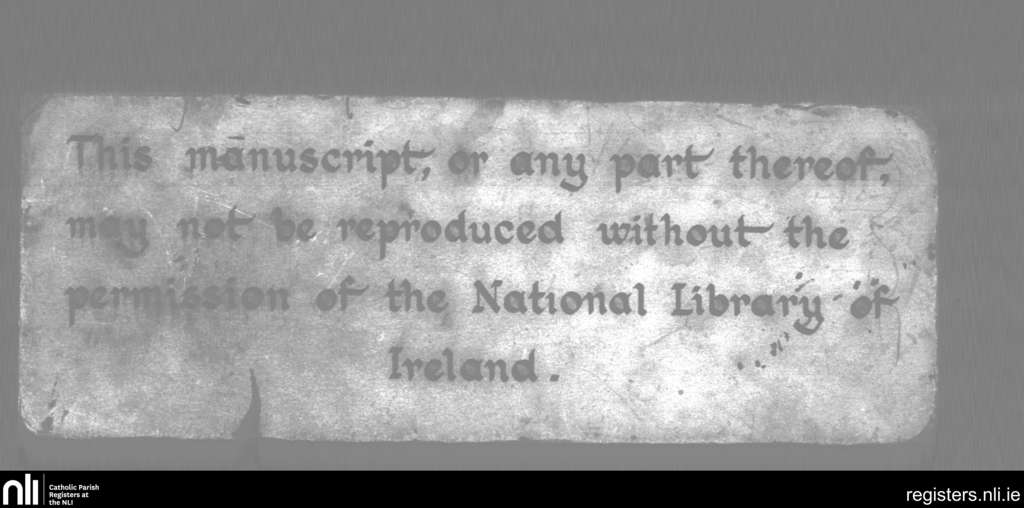 This manuscript, or any part thereof,
may not be reproduced without the
permission of the National Library of
Ireland.
nli
Catholic Parish
Registers at
the NLI
registers.nli.ie